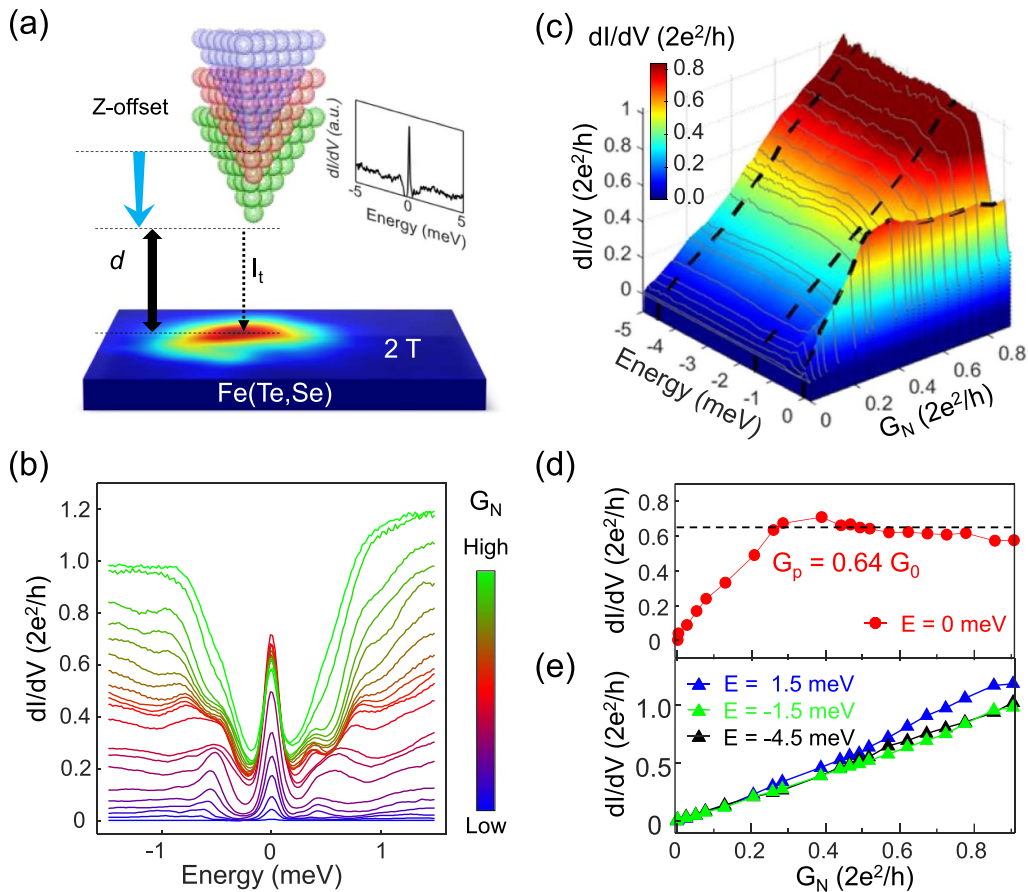 (a)
Z-offset
d
I_t
dI/dV (a.u.)
-5
0
5
Energy (meV)
2 T
Fe(Te,Se)
(b)
dI/dV (2e²/h)
1.2
1.0
0.8
0.6
0.4
0.2
0
-1
0
1
Energy (meV)
G_N
High
Low
(c)
dI/dV (2e²/h)
0.8
0.6
0.4
0.2
0.0
dI/dV (2e²/h)
1
0.8
0.6
0.4
0.2
0
-5
-4
-3
-2
-1
0
Energy (meV)
0
0.2
0.4
0.6
0.8
G_N (2e²/h)
(d)
dI/dV (2e²/h)
0.8
0.6
0.4
0.2
0
G_p = 0.64 G_0
E = 0 meV
(e)
dI/dV (2e²/h)
1.0
0.5
0
E = 1.5 meV
E = -1.5 meV
E = -4.5 meV
0
0.2
0.4
0.6
0.8
G_N (2e²/h)